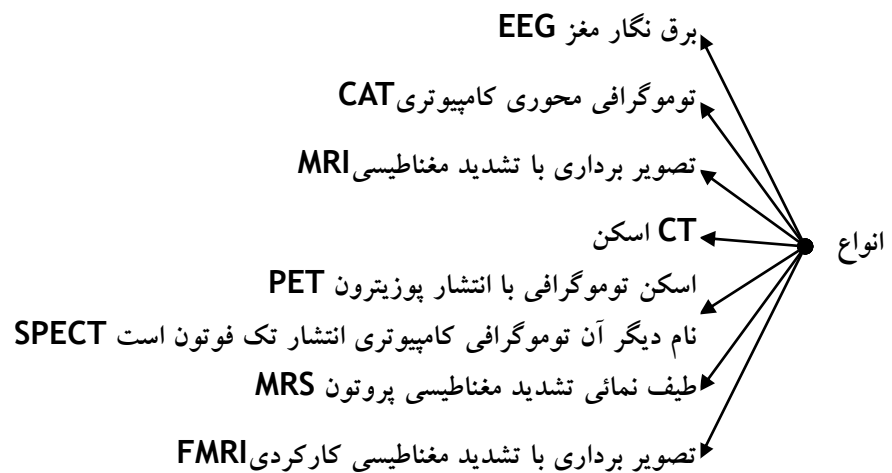 برق نگار مغز EEG
توموگرافی محوری کامپیوتری CAT
تصویر برداری با تشدید مغناطیسی MRI
CT اسکن
انواع
اسکن توموگرافی با انتشار پوزیترون PET
نام دیگر آن توموگرافی کامپیوتری انتشار تک فوتون است SPECT
طیف نمائی تشدید مغناطیسی پروتون MRS
تصویر برداری با تشدید مغناطیسی کارکردی FMRI